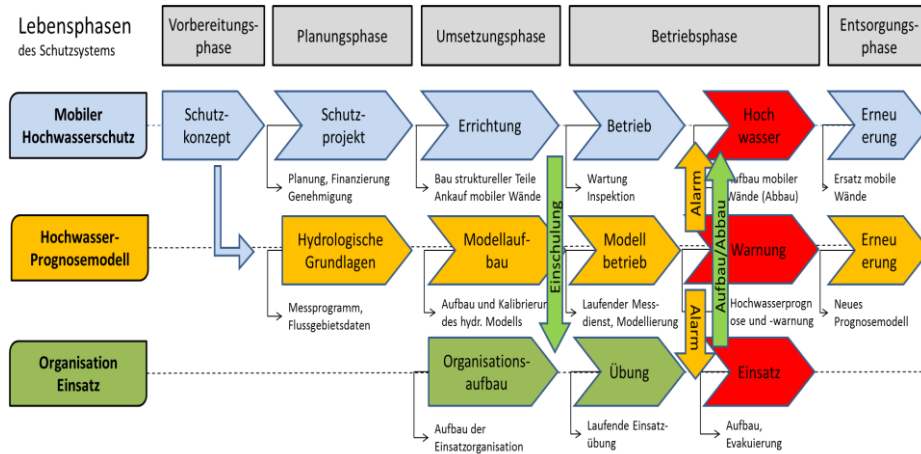 Lebensphasen
des Schutzsystems
Vorbereitungs-
phase
Planungsphase
Umsetzungsphase
Betriebsphase
Entsorgungs-
phase
Mobiler
Hochwasserschutz
Schutz-
konzept
Schutz-
projekt
Errichtung
Betrieb
Hoch
wasser
Erneu
erung
Planung, Finanzierung
Genehmigung
Bau struktureller Teile
Ankauf mobiler Wände
Wartung
Inspektion
Aufbau mobiler
Wände (Abbau)
Ersatz mobile
Wände
Einschulung
Alarm
Aufbau/Abbau
Hochwasser-
Prognosemodell
Hydrologische
Grundlagen
Modellauf-
bau
Modell
betrieb
Warnung
Erneu
erung
Messprogramm,
Flussgebietsdaten
Aufbau und Kalibrierun
des hydr. Modells
Laufender Mess-
dienst, Modellierung
Hochwasserprogn
ose und -warnung
Neues
Prognosemodell
Alarm
Organisation
Einsatz
Organisations-
aufbau
Übung
Einsatz
Aufbau der
Einsatzorganisation
Laufende Einsatz-
übung
Aufbau,
Evakuierung